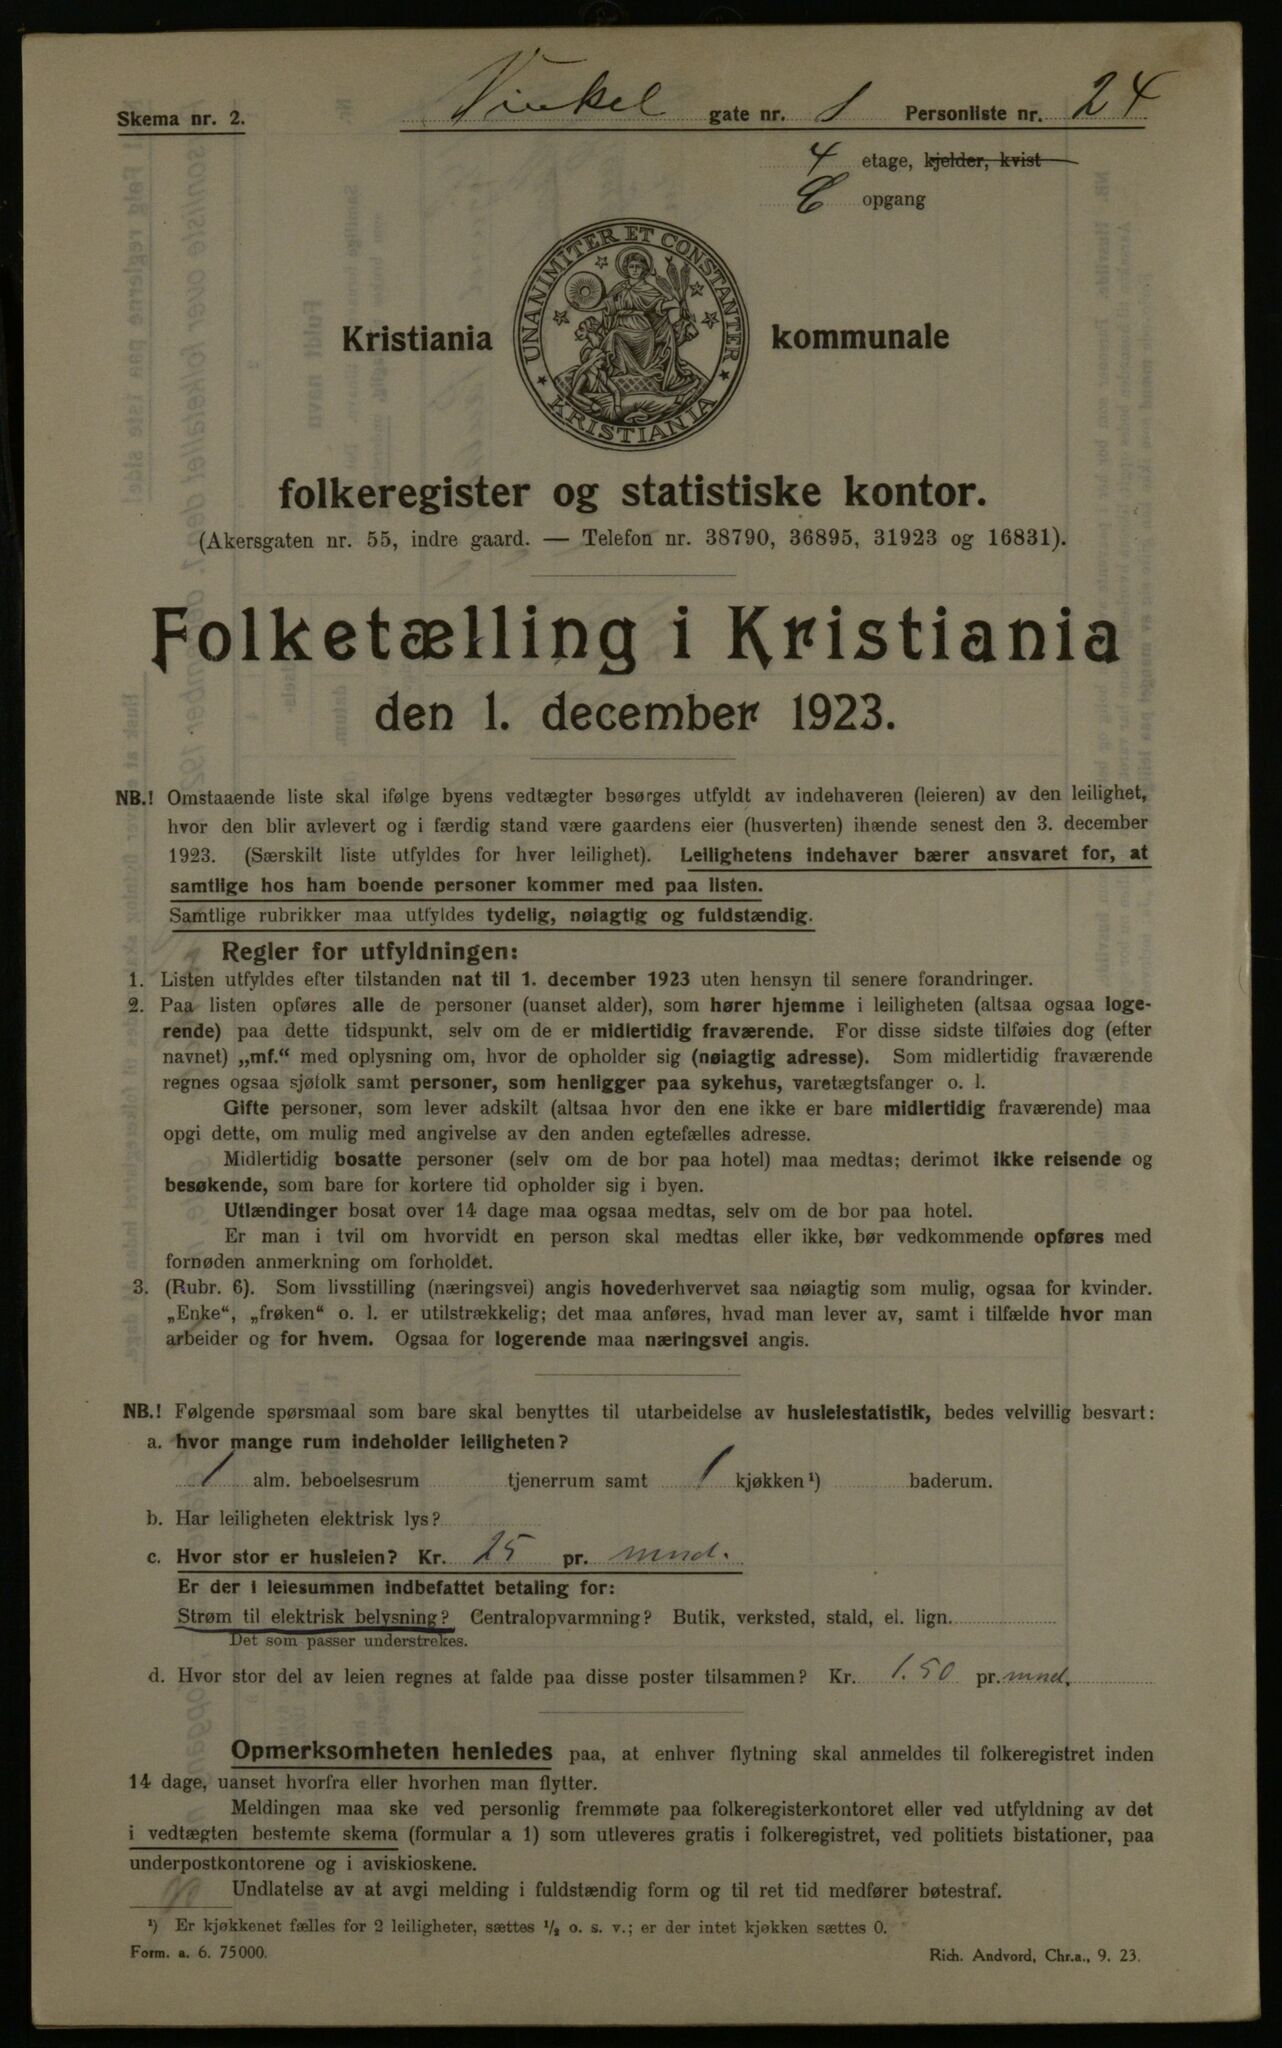 Skema nr. 2.
Vinkel gate nr. 1 Personliste nr. 24
4 etage, kjelder, kvist
E opgang
UNANIMITER ET CONSTANTER
KRISTIANIA
Kristiania kommunale
folkeregister og statistiske kontor.
(Akersgaten nr. 55, indre gaard. — Telefon nr. 38790, 36895, 31923 og 16831).
Folketælling i Kristiania
den 1. december 1923.
NB.! Omstaaende liste skal ifølge byens vedtægter besørges utfyldt av indehaveren (leieren) av den leilighet,
hvor den blir avlevert og i færdig stand være gaardens eier (husverten) ihænde senest den 3. december
1923. (Særskilt liste utfyldes for hver leilighet). Leilighetens indehaver bærer ansvaret for, at
samtlige hos ham boende personer kommer med paa listen.
Samtlige rubrikker maa utfyldes tydelig, nøiagtig og fuldstændig.
Regler for utfyldningen:
1. Listen utfyldes efter tilstanden nat til 1. december 1923 uten hensyn til senere forandringer.
2. Paa listen opføres alle de personer (uanset alder), som hører hjemme i leiligheten (altsaa ogsaa loge-
rende) paa dette tidspunkt, selv om de er midlertidig fraværende. For disse sidste tilføies dog (efter
navnet) „mf.“ med oplysning om, hvor de opholder sig (nøiagtig adresse). Som midlertidig fraværende
regnes ogsaa sjøfolk samt personer, som henligger paa sykehus, varetægtsfanger o. l.
Gifte personer, som lever adskilt (altsaa hvor den ene ikke er bare midlertidig fraværende) maa
opgi dette, om mulig med angivelse av den anden egtefælles adresse.
Midlertidig bosatte personer (selv om de bor paa hotel) maa medtas; derimot ikke reisende og
besøkende, som bare for kortere tid opholder sig i byen.
Utlændinger bosat over 14 dage maa ogsaa medtas, selv om de bor paa hotel.
Er man i tvil om hvorvidt en person skal medtas eller ikke, bør vedkommende opføres med
fornøden anmerkning om forholdet.
3. (Rubr. 6). Som livsstilling (næringsvei) angis hovederhvervet saa nøiagtig som mulig, ogsaa for kvinder.
„Enke“, „frøken“ o. l. er utilstrækkelig; det maa anføres, hvad man lever av, samt i tilfælde hvor man
arbeider og for hvem. Ogsaa for logerende maa næringsvei angis.
NB.! Følgende spørsmaal som bare skal benyttes til utarbeidelse av husleiestatistik, bedes velvillig besvart:
a. hvor mange rum indeholder leiligheten?
1 alm. beboelsesrum tjenerrum samt 1 kjøkken ¹) baderum.
b. Har leiligheten elektrisk lys?
c. Hvor stor er husleien? Kr. 25 pr. mnd.
Er der i leiesummen indbefattet betaling for:
Strøm til elektrisk belysning? Centralopvarmning? Butik, verksted, stald, el. lign.
Det som passer understrekes.
d. Hvor stor del av leien regnes at falde paa disse poster tilsammen? Kr. 1.50 pr. mnd.
Opmerksomheten henledes paa, at enhver flytning skal anmeldes til folkeregistret inden
14 dage, uanset hvorfra eller hvorhen man flytter.
Meldingen maa ske ved personlig fremmøte paa folkeregisterkontoret eller ved utfyldning av det
i vedtægten bestemte skema (formular a 1) som utleveres gratis i folkeregistret, ved politiets bistationer, paa
underpostkontorene og i aviskioskene.
Undlatelse av at avgi melding i fuldstændig form og til ret tid medfører bøtestraf.
¹) Er kjøkkenet fælles for 2 leiligheter, sættes ½ o. s. v.; er der intet kjøkken sættes 0.
Form. a. 6. 75000.
Rich. Andvord, Chr.a., 9. 23.